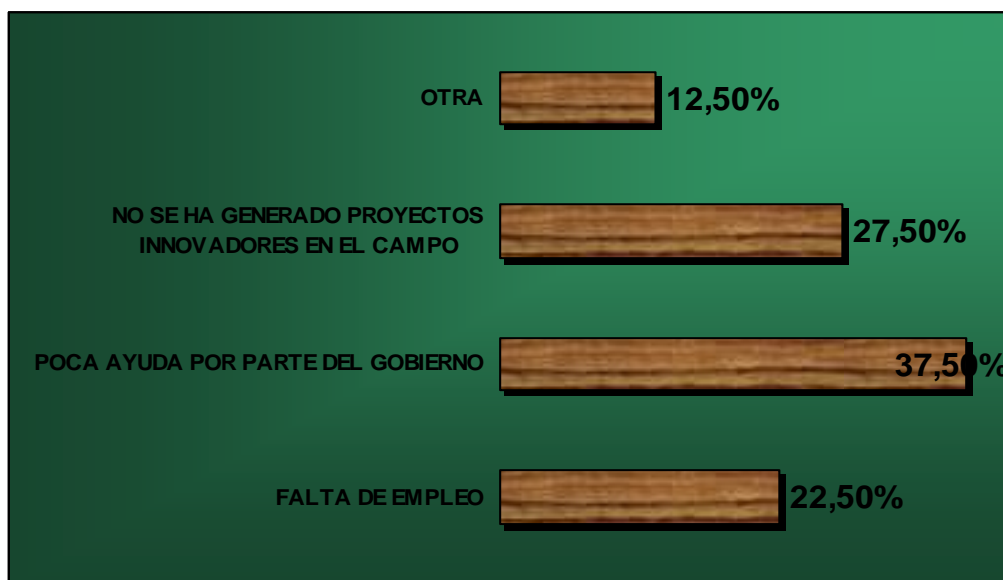 OTRA
12,50%
NO SE HA GENERADO PROYECTOS
INNOVADORES EN EL CAMPO
27,50%
POCA AYUDA POR PARTE DEL GOBIERNO
37,50%
FALTA DE EMPLEO
22,50%